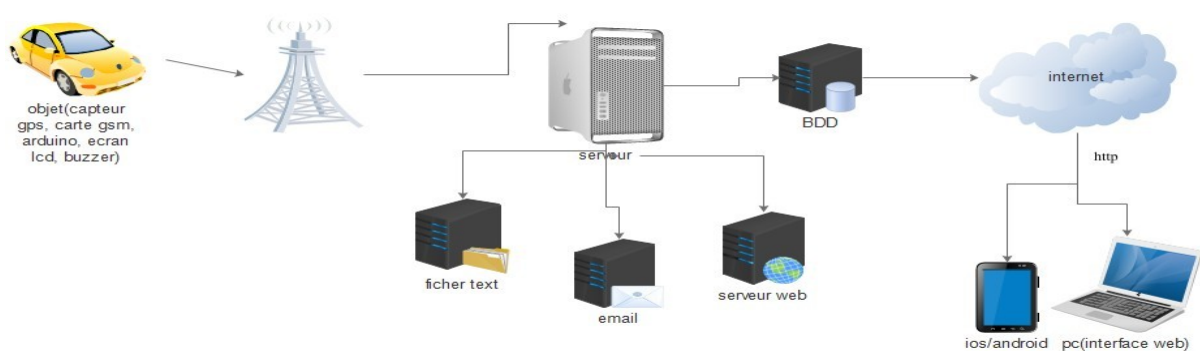 objet(capteur
gps, carte gsm,
arduino, ecran
lcd, buzzer)
serveur
BDD
internet
http
ficher text
email
serveur web
ios/android
pc(interface web)